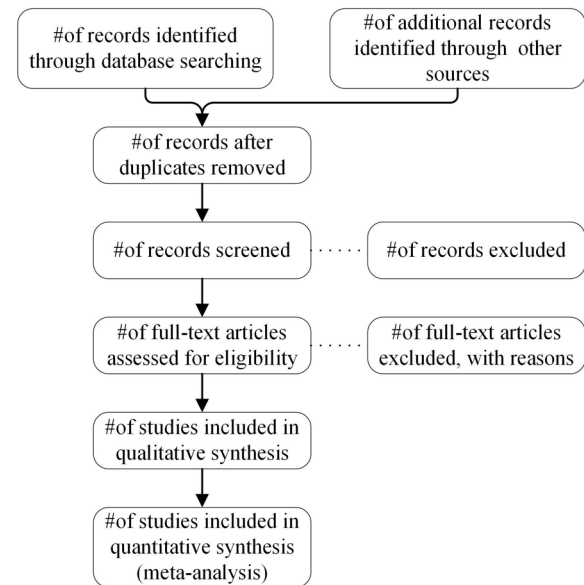 #of records identified
through database searching
#of additional records
identified through other
sources
#of records after
duplicates removed
#of records screened
#of records excluded
#of full-text articles
assessed for eligibility
#of full-text articles
excluded, with reasons
#of studies included in
qualitative synthesis
#of studies included in
quantitative synthesis
(meta-analysis)